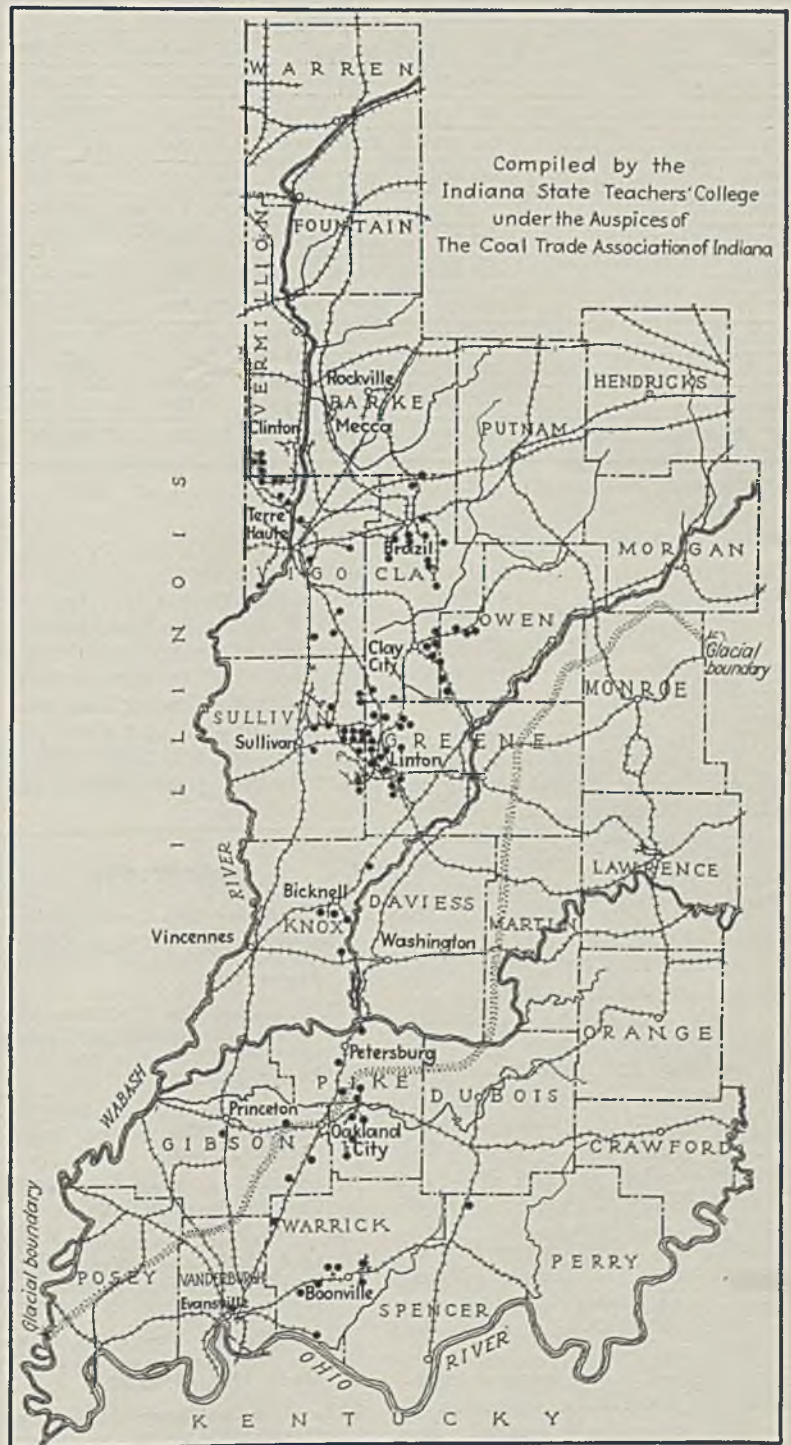 WARREN
Compiled by the
Indiana State Teachers' College
under the Auspices of
The Coal Trade Association of Indiana
FOUNTAIN
VERMILLION
Rockville
PARKE
Mecca
Clinton
HENDRICKS
PUTNAM
Terre
Haute
Brazil
VIGO
CLAY
MORGAN
OWEN
Clay
City
Glacial
boundary
MONROE
ILLINOIS
SULLIVAN
Sullivan
GREENE
Linton
LAWRENCE
RIVER
Bicknell
KNOX
DAVIESS
MARTIN
Vincennes
Washington
ORANGE
Petersburg
PIKE
DUBOIS
WABASH
Princeton
GIBSON
Oakland
City
CRAWFORD
Glacial boundary
WARRICK
PERRY
POSEY
VANDERBURGH
Evansville
Boonville
SPENCER
OHIO
RIVER
KENTUCKY